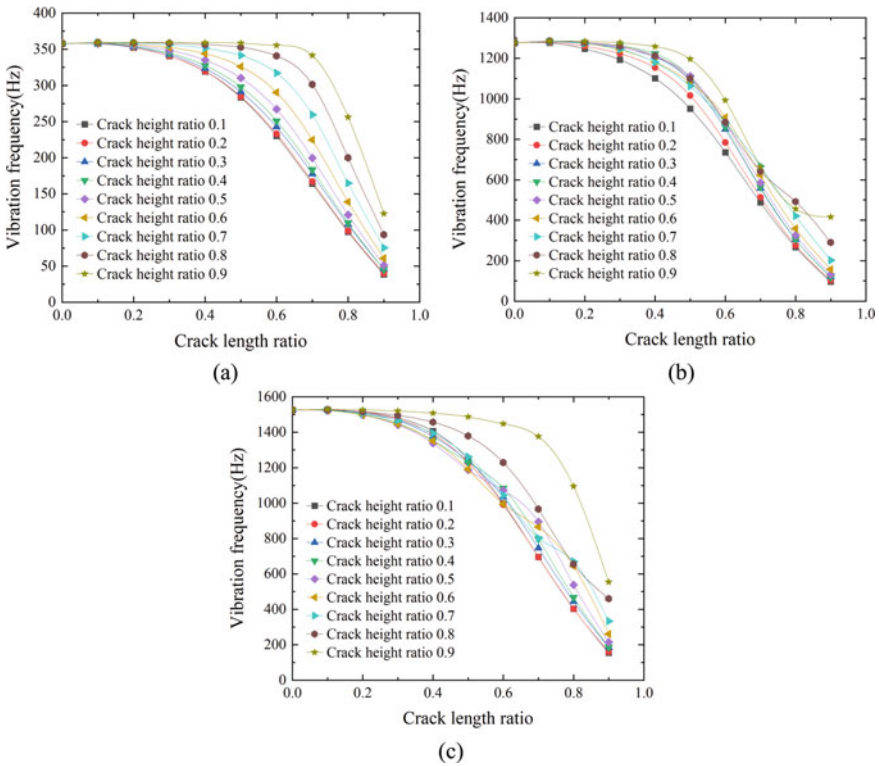 400
350
300
250
200
150
100
50
0
0.0 0.2 0.4 0.6 0.8 1.0
Vibration frequency(Hz)
Crack length ratio
Crack height ratio 0.1
Crack height ratio 0.2
Crack height ratio 0.3
Crack height ratio 0.4
Crack height ratio 0.5
Crack height ratio 0.6
Crack height ratio 0.7
Crack height ratio 0.8
Crack height ratio 0.9
(a)
1400
1200
1000
800
600
400
200
0
0.0 0.2 0.4 0.6 0.8 1.0
Vibration frequency(Hz)
Crack length ratio
Crack height ratio 0.1
Crack height ratio 0.2
Crack height ratio 0.3
Crack height ratio 0.4
Crack height ratio 0.5
Crack height ratio 0.6
Crack height ratio 0.7
Crack height ratio 0.8
Crack height ratio 0.9
(b)
1600
1400
1200
1000
800
600
400
200
0
0.0 0.2 0.4 0.6 0.8 1.0
Vibration frequency(Hz)
Crack length ratio
Crack height ratio 0.1
Crack height ratio 0.2
Crack height ratio 0.3
Crack height ratio 0.4
Crack height ratio 0.5
Crack height ratio 0.6
Crack height ratio 0.7
Crack height ratio 0.8
Crack height ratio 0.9
(c)